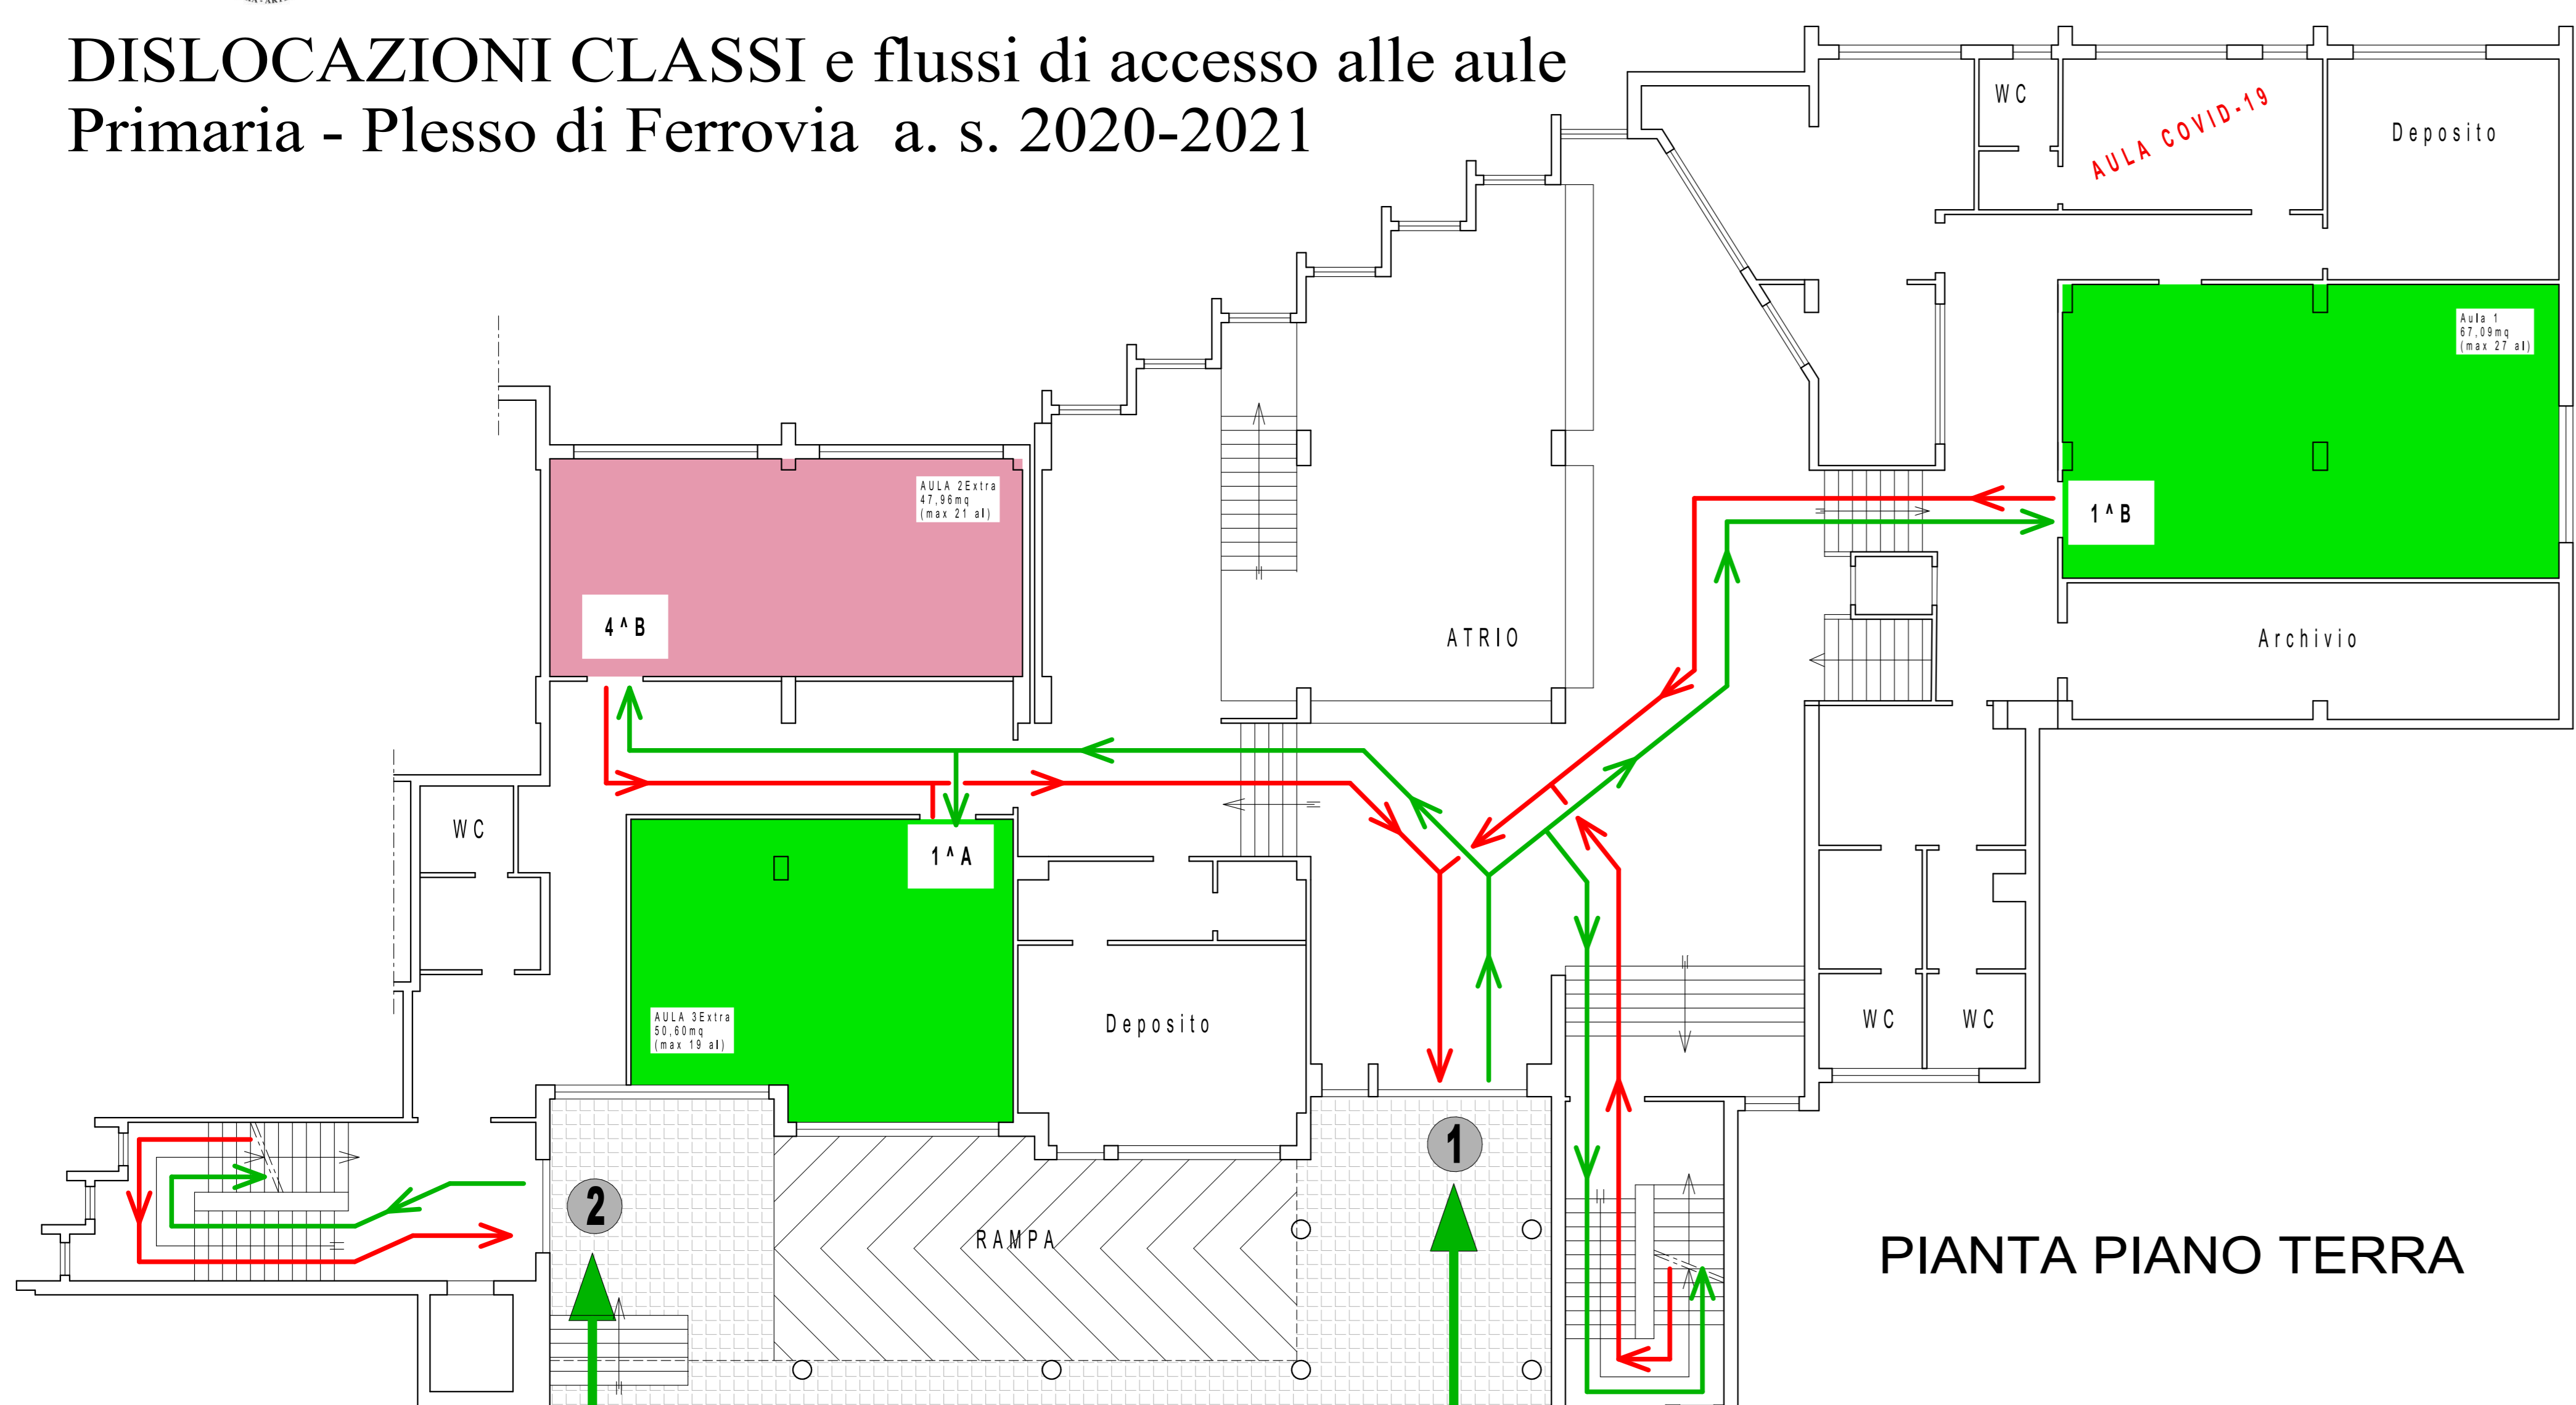 DISLOCAZIONI CLASSI e flussi di accesso alle aule
Primaria - Plesso di Ferrovia a. s. 2020-2021
WC
AULA COVID-19
Deposito
Aula 1
67,09mq
(max 27 al)
AULA 2Extra
47,96mq
(max 21 al)
1^B
4^B
ATRIO
Archivio
WC
1^A
AULA 3Extra
50,60mq
(max 19 al)
Deposito
WC
WC
1
2
RAMPA
PIANTA PIANO TERRA